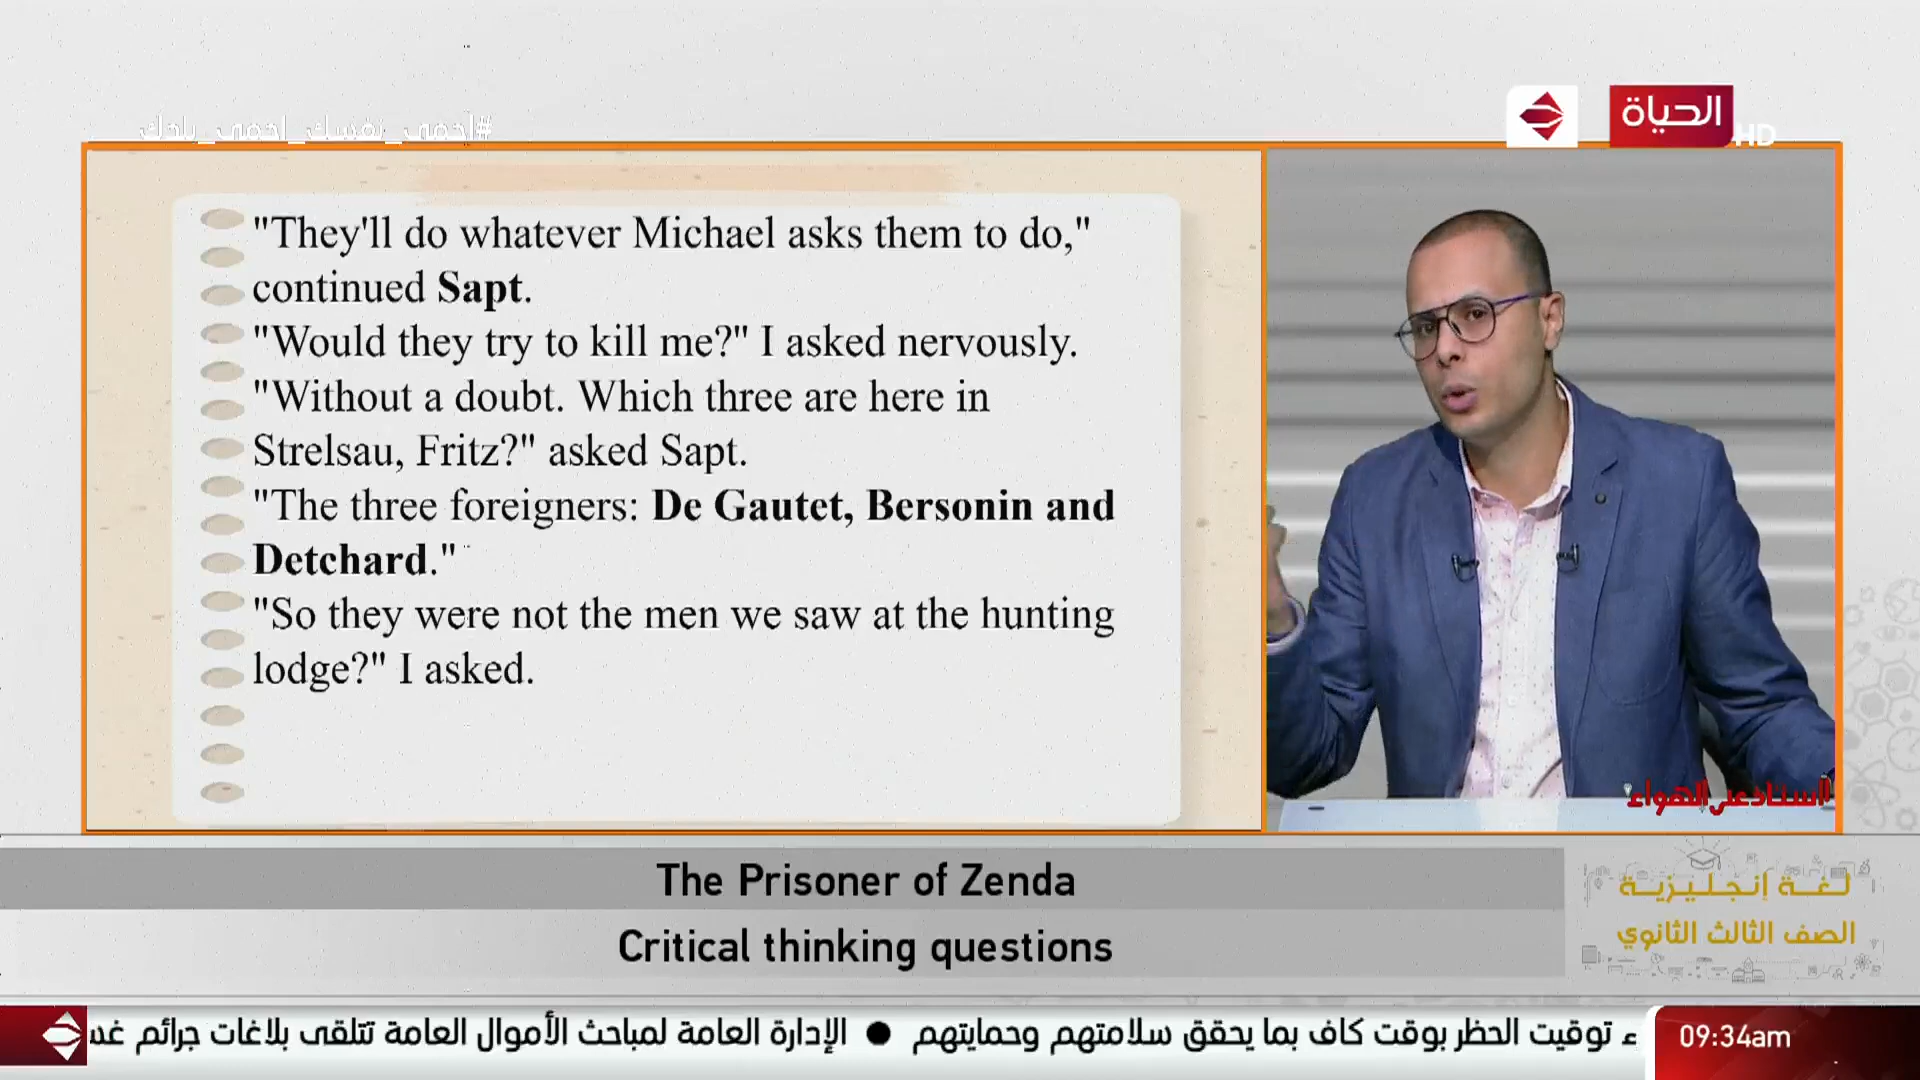 الحياة
HD
#احمي_نفسك_احمي_بلدك
"They'll do whatever Michael asks them to do,"
continued Sapt.
"Would they try to kill me?" I asked nervously.
"Without a doubt. Which three are here in
Strelsau, Fritz?" asked Sapt.
"The three foreigners: De Gautet, Bersonin and
Detchard."
"So they were not the men we saw at the hunting
lodge?" I asked.
أستاذ على الهواء
The Prisoner of Zenda
Critical thinking questions
لغة إنجليزية
الصف الثالث الثانوي
ء توقيت الحظر بوقت كاف بما يحقق سلامتهم وحمايتهم ● الإدارة العامة لمباحث الأموال العامة تتلقى بلاغات جرائم
09:34am